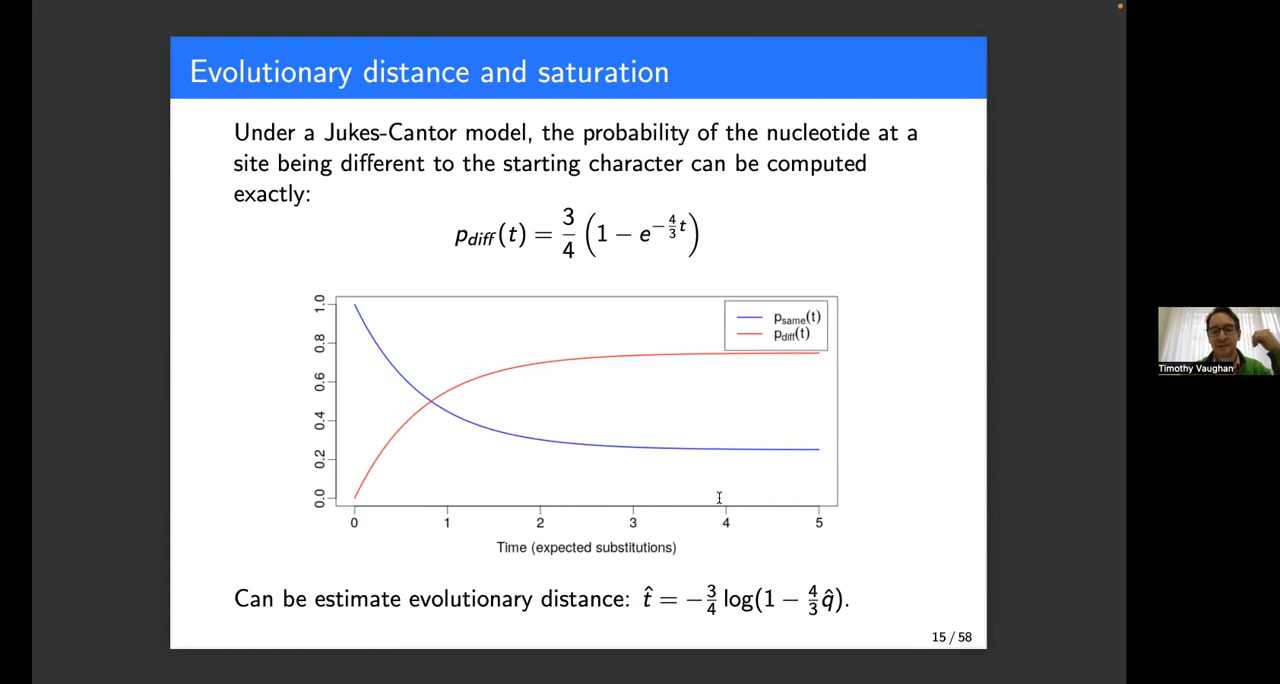 Evolutionary distance and saturation
Under a Jukes-Cantor model, the probability of the nucleotide at a
site being different to the starting character can be computed
exactly:
p_diff(t) = 3/4 (1 − e^{−4/3 t})
1.0
0.8
0.6
0.4
0.2
0.0
p_same(t)
p_diff(t)
0 1 2 3 4 5
Time (expected substitutions)
Can be estimate evolutionary distance: t̂ = −3/4 log(1 − 4/3 q̂).
15 / 58
Timothy Vaughan